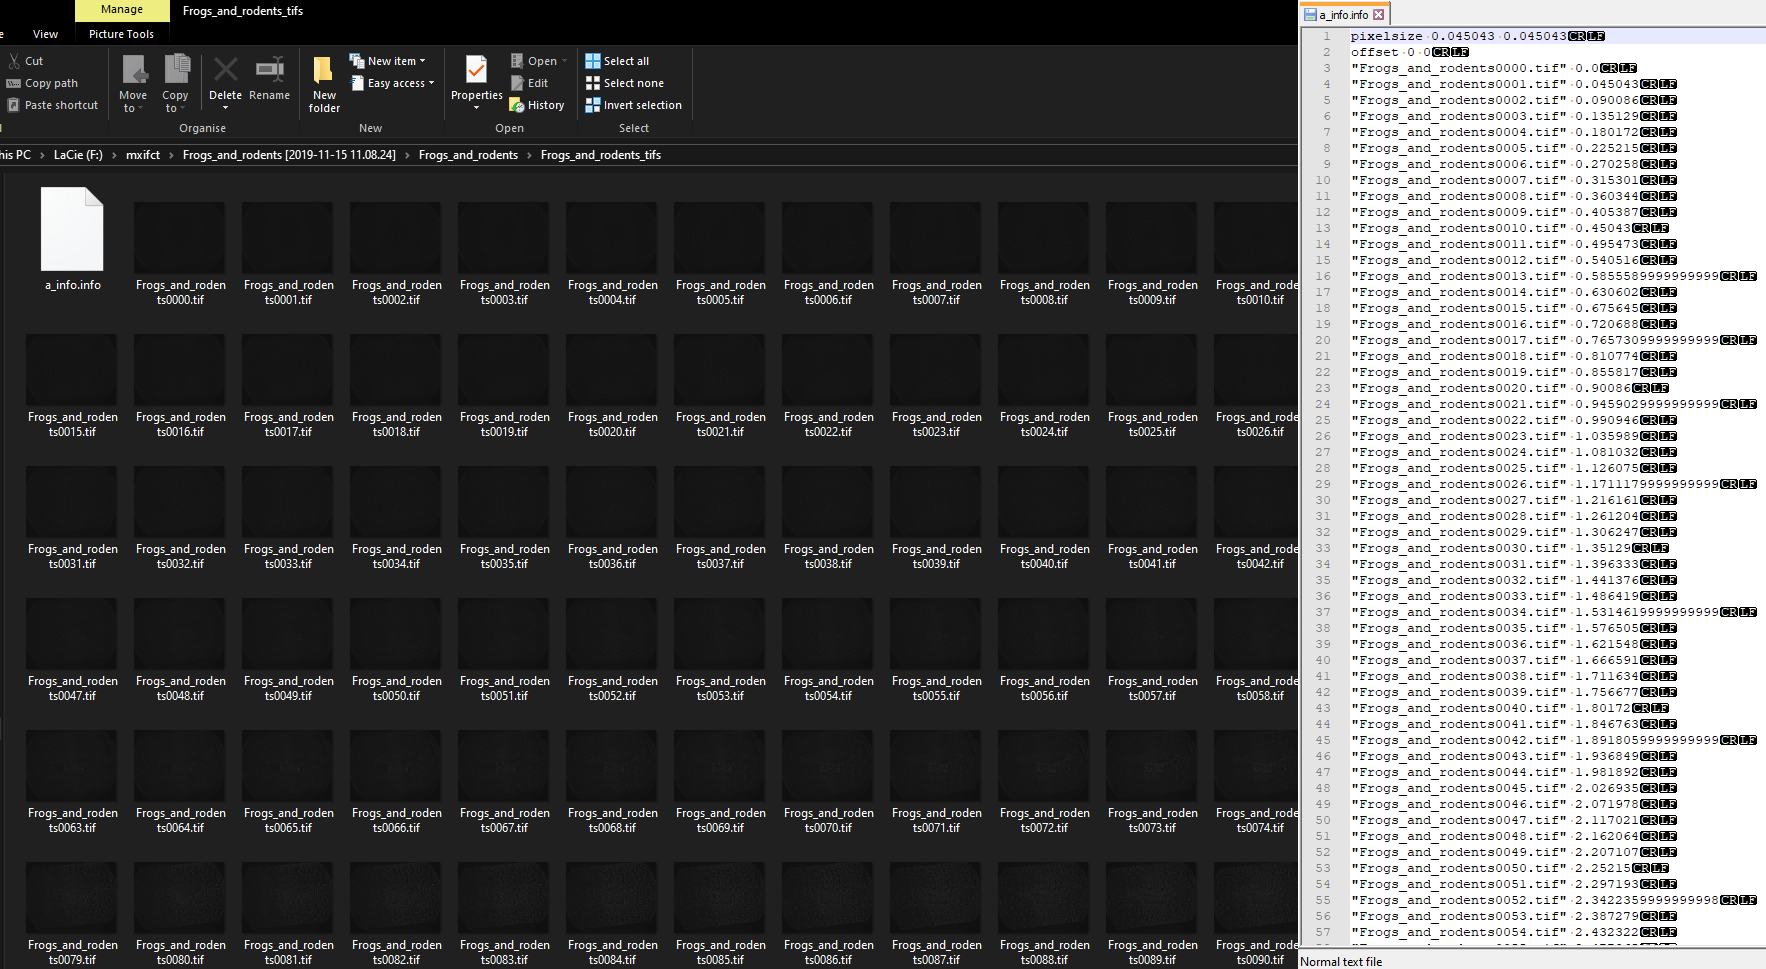 Manage
Frogs_and_rodents_tifs
View
Picture Tools
Cut
Copy path
Paste shortcut
Move to
Copy to
Delete
Rename
Organise
New folder
New item
Easy access
New
Properties
Open
Edit
History
Open
Select all
Select none
Invert selection
Select
his PC > LaCie (F:) > mxifct > Frogs_and_rodents [2019-11-15 11.08.24] > Frogs_and_rodents > Frogs_and_rodents_tifs
a_info.info
Frogs_and_rodents0000.tif
Frogs_and_rodents0001.tif
Frogs_and_rodents0002.tif
Frogs_and_rodents0003.tif
Frogs_and_rodents0004.tif
Frogs_and_rodents0005.tif
Frogs_and_rodents0006.tif
Frogs_and_rodents0007.tif
Frogs_and_rodents0008.tif
Frogs_and_rodents0009.tif
Frogs_and_rodents0010.tif
Frogs_and_rodents0015.tif
Frogs_and_rodents0016.tif
Frogs_and_rodents0017.tif
Frogs_and_rodents0018.tif
Frogs_and_rodents0019.tif
Frogs_and_rodents0020.tif
Frogs_and_rodents0021.tif
Frogs_and_rodents0022.tif
Frogs_and_rodents0023.tif
Frogs_and_rodents0024.tif
Frogs_and_rodents0025.tif
Frogs_and_rodents0026.tif
Frogs_and_rodents0031.tif
Frogs_and_rodents0032.tif
Frogs_and_rodents0033.tif
Frogs_and_rodents0034.tif
Frogs_and_rodents0035.tif
Frogs_and_rodents0036.tif
Frogs_and_rodents0037.tif
Frogs_and_rodents0038.tif
Frogs_and_rodents0039.tif
Frogs_and_rodents0040.tif
Frogs_and_rodents0041.tif
Frogs_and_rodents0042.tif
Frogs_and_rodents0047.tif
Frogs_and_rodents0048.tif
Frogs_and_rodents0049.tif
Frogs_and_rodents0050.tif
Frogs_and_rodents0051.tif
Frogs_and_rodents0052.tif
Frogs_and_rodents0053.tif
Frogs_and_rodents0054.tif
Frogs_and_rodents0055.tif
Frogs_and_rodents0056.tif
Frogs_and_rodents0057.tif
Frogs_and_rodents0058.tif
Frogs_and_rodents0063.tif
Frogs_and_rodents0064.tif
Frogs_and_rodents0065.tif
Frogs_and_rodents0066.tif
Frogs_and_rodents0067.tif
Frogs_and_rodents0068.tif
Frogs_and_rodents0069.tif
Frogs_and_rodents0070.tif
Frogs_and_rodents0071.tif
Frogs_and_rodents0072.tif
Frogs_and_rodents0073.tif
Frogs_and_rodents0074.tif
Frogs_and_rodents0079.tif
Frogs_and_rodents0080.tif
Frogs_and_rodents0081.tif
Frogs_and_rodents0082.tif
Frogs_and_rodents0083.tif
Frogs_and_rodents0084.tif
Frogs_and_rodents0085.tif
Frogs_and_rodents0086.tif
Frogs_and_rodents0087.tif
Frogs_and_rodents0088.tif
Frogs_and_rodents0089.tif
Frogs_and_rodents0090.tif
a_info.info
1 pixelsize 0.045043 0.045043CRLF
2 offset 0 0CRLF
3 "Frogs_and_rodents0000.tif" 0.0CRLF
4 "Frogs_and_rodents0001.tif" 0.045043CRLF
5 "Frogs_and_rodents0002.tif" 0.090086CRLF
6 "Frogs_and_rodents0003.tif" 0.135129CRLF
7 "Frogs_and_rodents0004.tif" 0.180172CRLF
8 "Frogs_and_rodents0005.tif" 0.225215CRLF
9 "Frogs_and_rodents0006.tif" 0.270258CRLF
10 "Frogs_and_rodents0007.tif" 0.315301CRLF
11 "Frogs_and_rodents0008.tif" 0.360344CRLF
12 "Frogs_and_rodents0009.tif" 0.405387CRLF
13 "Frogs_and_rodents0010.tif" 0.45043CRLF
14 "Frogs_and_rodents0011.tif" 0.495473CRLF
15 "Frogs_and_rodents0012.tif" 0.540516CRLF
16 "Frogs_and_rodents0013.tif" 0.5855589999999999CRLF
17 "Frogs_and_rodents0014.tif" 0.630602CRLF
18 "Frogs_and_rodents0015.tif" 0.675645CRLF
19 "Frogs_and_rodents0016.tif" 0.720688CRLF
20 "Frogs_and_rodents0017.tif" 0.7657309999999999CRLF
21 "Frogs_and_rodents0018.tif" 0.810774CRLF
22 "Frogs_and_rodents0019.tif" 0.855817CRLF
23 "Frogs_and_rodents0020.tif" 0.90086CRLF
24 "Frogs_and_rodents0021.tif" 0.9459029999999999CRLF
25 "Frogs_and_rodents0022.tif" 0.990946CRLF
26 "Frogs_and_rodents0023.tif" 1.035989CRLF
27 "Frogs_and_rodents0024.tif" 1.081032CRLF
28 "Frogs_and_rodents0025.tif" 1.126075CRLF
29 "Frogs_and_rodents0026.tif" 1.1711179999999999CRLF
30 "Frogs_and_rodents0027.tif" 1.216161CRLF
31 "Frogs_and_rodents0028.tif" 1.261204CRLF
32 "Frogs_and_rodents0029.tif" 1.306247CRLF
33 "Frogs_and_rodents0030.tif" 1.35129CRLF
34 "Frogs_and_rodents0031.tif" 1.396333CRLF
35 "Frogs_and_rodents0032.tif" 1.441376CRLF
36 "Frogs_and_rodents0033.tif" 1.486419CRLF
37 "Frogs_and_rodents0034.tif" 1.5314619999999999CRLF
38 "Frogs_and_rodents0035.tif" 1.576505CRLF
39 "Frogs_and_rodents0036.tif" 1.621548CRLF
40 "Frogs_and_rodents0037.tif" 1.666591CRLF
41 "Frogs_and_rodents0038.tif" 1.711634CRLF
42 "Frogs_and_rodents0039.tif" 1.756677CRLF
43 "Frogs_and_rodents0040.tif" 1.80172CRLF
44 "Frogs_and_rodents0041.tif" 1.846763CRLF
45 "Frogs_and_rodents0042.tif" 1.8918059999999999CRLF
46 "Frogs_and_rodents0043.tif" 1.936849CRLF
47 "Frogs_and_rodents0044.tif" 1.981892CRLF
48 "Frogs_and_rodents0045.tif" 2.026935CRLF
49 "Frogs_and_rodents0046.tif" 2.071978CRLF
50 "Frogs_and_rodents0047.tif" 2.117021CRLF
51 "Frogs_and_rodents0048.tif" 2.162064CRLF
52 "Frogs_and_rodents0049.tif" 2.207107CRLF
53 "Frogs_and_rodents0050.tif" 2.25215CRLF
54 "Frogs_and_rodents0051.tif" 2.297193CRLF
55 "Frogs_and_rodents0052.tif" 2.3422359999999998CRLF
56 "Frogs_and_rodents0053.tif" 2.387279CRLF
57 "Frogs_and_rodents0054.tif" 2.432322CRLF
Normal text file